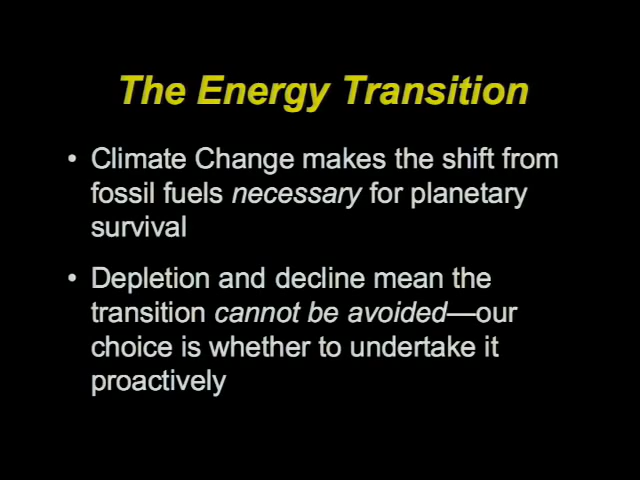 The Energy Transition
• Climate Change makes the shift from
fossil fuels necessary for planetary
survival
• Depletion and decline mean the
transition cannot be avoided—our
choice is whether to undertake it
proactively